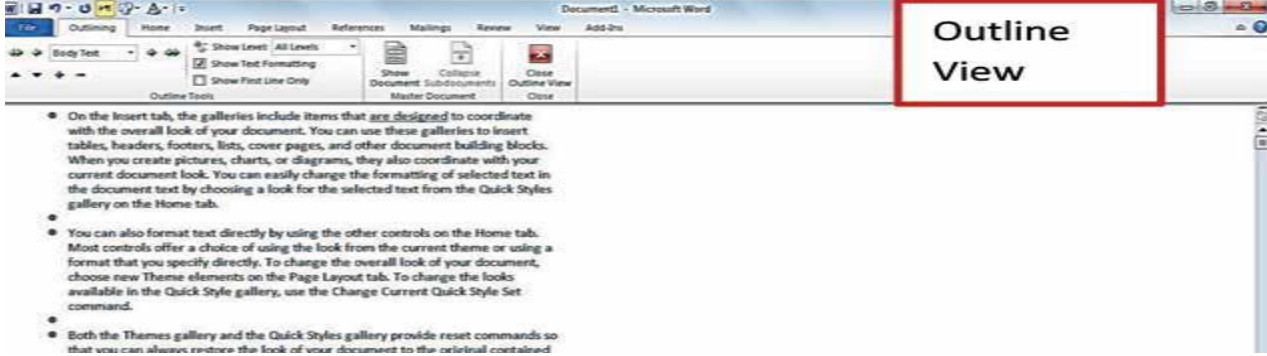 Document1 - Microsoft Word
File Outlining Home Insert Page Layout References Mailings Review View Add-Ins
Outline
View
Body Text
Show Level: All Levels
Show Text Formatting
Show First Line Only
Show
Document
Collapse
Subdocuments
Close
Outline View
Outline Tools
Master Document
Close
On the Insert tab, the galleries include items that are designed to coordinate
with the overall look of your document. You can use these galleries to insert
tables, headers, footers, lists, cover pages, and other document building blocks.
When you create pictures, charts, or diagrams, they also coordinate with your
current document look. You can easily change the formatting of selected text in
the document text by choosing a look for the selected text from the Quick Styles
gallery on the Home tab.
You can also format text directly by using the other controls on the Home tab.
Most controls offer a choice of using the look from the current theme or using a
format that you specify directly. To change the overall look of your document,
choose new Theme elements on the Page Layout tab. To change the looks
available in the Quick Style gallery, use the Change Current Quick Style Set
command.
Both the Themes gallery and the Quick Styles gallery provide reset commands so
that you can always restore the look of your document to the original contained